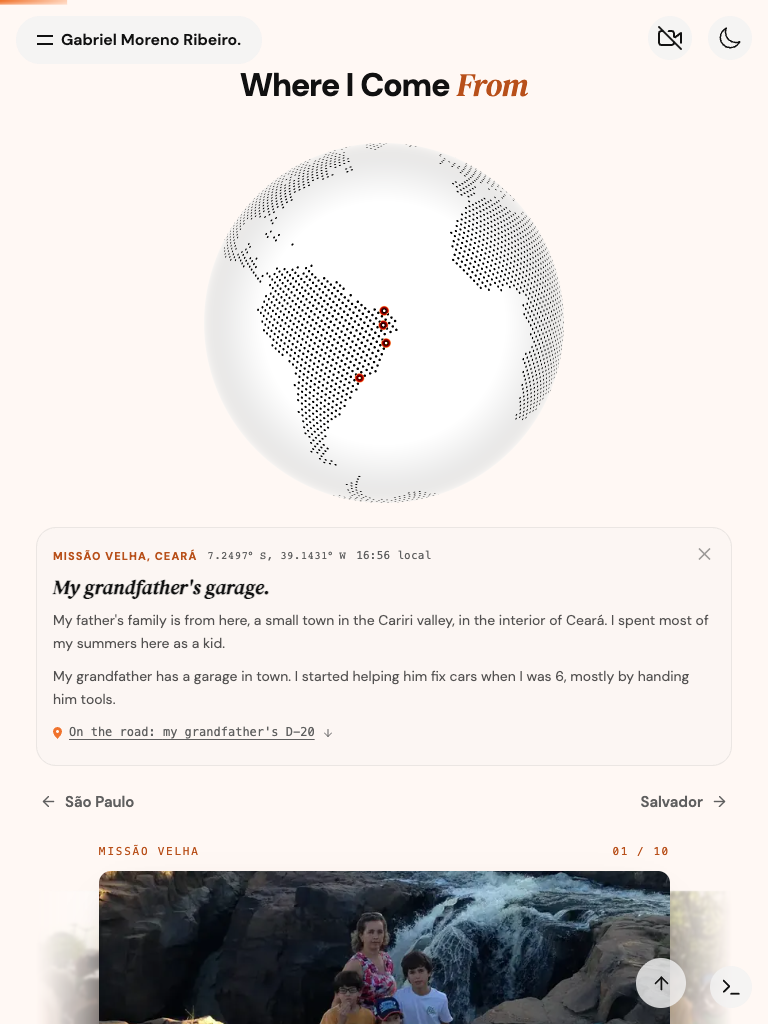 Gabriel Moreno Ribeiro.
Where I Come From
MISSÃO VELHA, CEARÁ 7.2497° S, 39.1431° W 16:56 local
My grandfather's garage.
My father's family is from here, a small town in the Cariri valley, in the interior of Ceará. I spent most of
my summers here as a kid.
My grandfather has a garage in town. I started helping him fix cars when I was 6, mostly by handing
him tools.
On the road: my grandfather's D-20 ↓
← São Paulo
Salvador →
MISSÃO VELHA
01 / 10